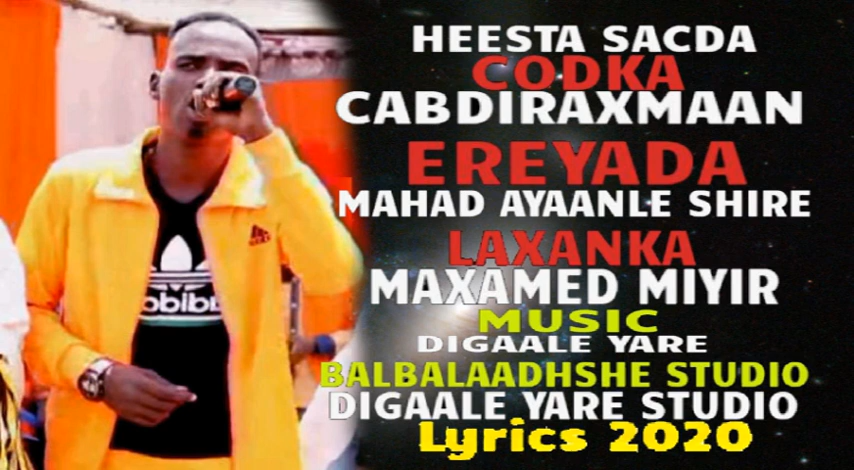 HEESTA SACDA
CODKA
CABDIRAXMAAN
EREYADA
MAHAD AYAANLE SHIRE
LAXANKA
MAXAMED MIYIR
MUSIC
DIGAALE YARE
BALBALAADHSHE STUDIO
DIGAALE YARE STUDIO
Lyrics 2020